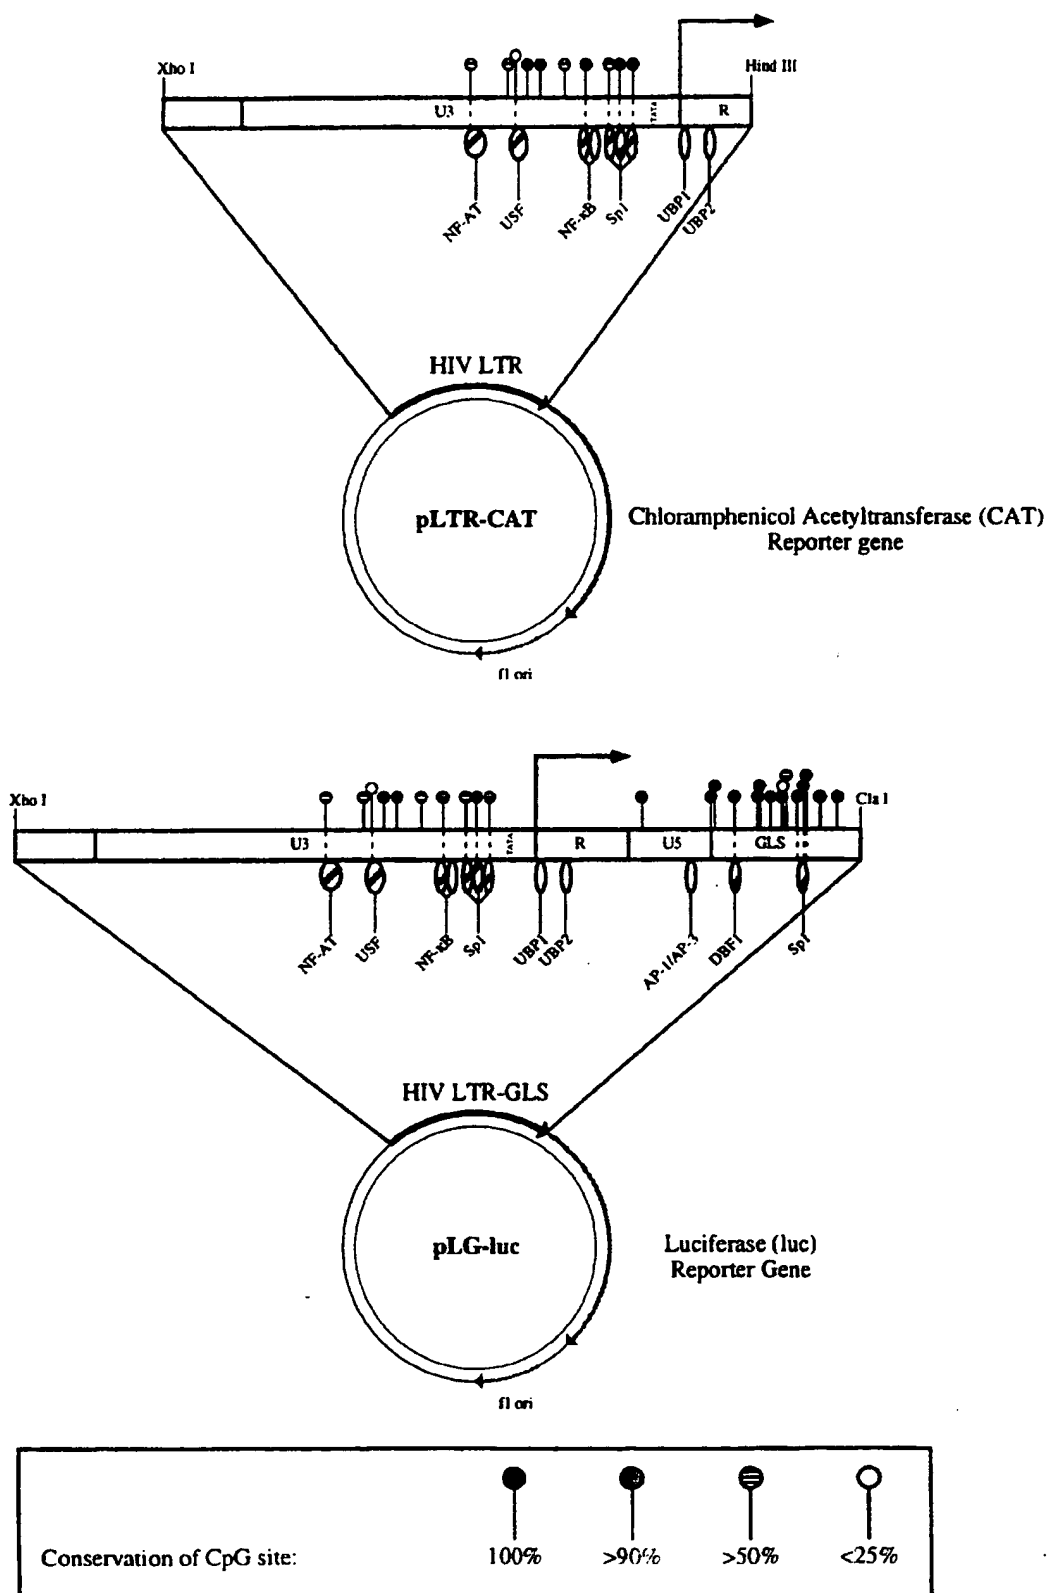 Xho I
Hind III
U3
TATA
R
NF-AT
USF
NF-κB
Sp1
UBP1
UBP2
HIV LTR
pLTR-CAT
Chloramphenicol Acetyltransferase (CAT)
Reporter gene
f1 ori
Xho I
Cla I
U3
TATA
R
U5
GLS
NF-AT
USF
NF-κB
Sp1
UBP1
UBP2
AP-1/AP-3
DBF1
Sp1
HIV LTR-GLS
pLG-luc
Luciferase (luc)
Reporter Gene
f1 ori
Conservation of CpG site:
100%
>90%
>50%
<25%